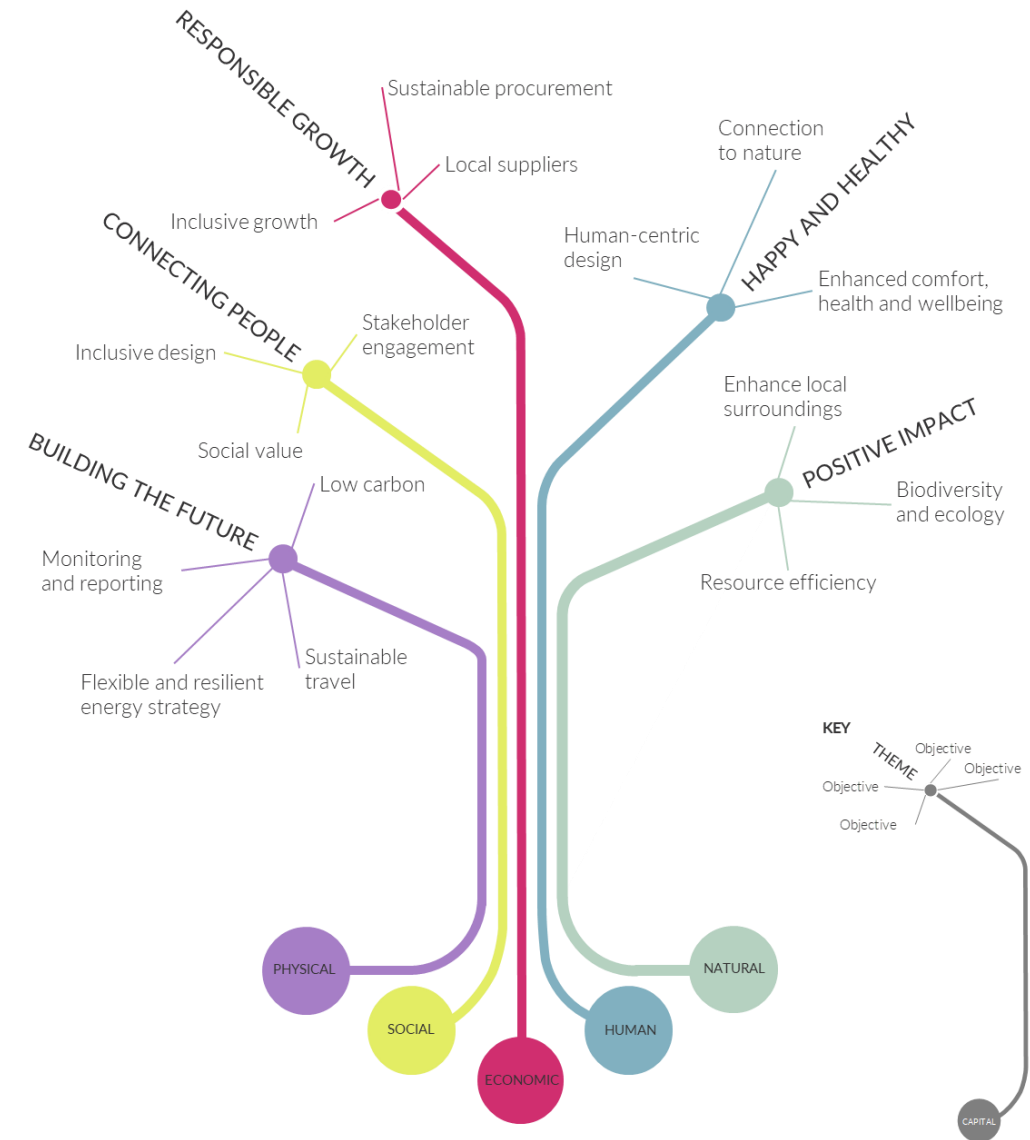 RESPONSIBLE GROWTH
Sustainable procurement
Local suppliers
Inclusive growth
CONNECTING PEOPLE
Stakeholder
engagement
Inclusive design
Social value
BUILDING THE FUTURE
Low carbon
Monitoring
and reporting
Flexible and resilient
energy strategy
Sustainable
travel
HAPPY AND HEALTHY
Connection
to nature
Human-centric
design
Enhanced comfort,
health and wellbeing
POSITIVE IMPACT
Enhance local
surroundings
Biodiversity
and ecology
Resource efficiency
PHYSICAL
SOCIAL
ECONOMIC
HUMAN
NATURAL
KEY
THEME
Objective
Objective
Objective
Objective
CAPITAL